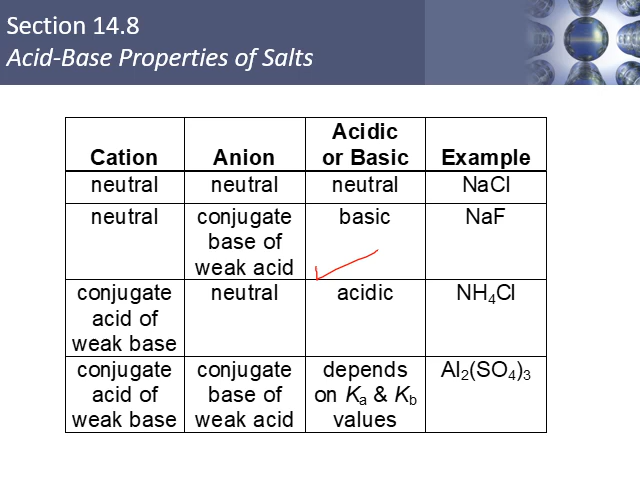 Section 14.8
Acid-Base Properties of Salts
Acidic
Cation Anion or Basic Example
neutral neutral neutral NaCl
neutral conjugate basic NaF
base of
weak acid
conjugate neutral acidic NH₄Cl
acid of
weak base
conjugate conjugate depends Al₂(SO₄)₃
acid of base of on Kₐ & K_b
weak base weak acid values